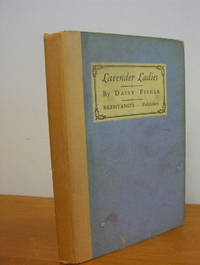 Lavender Ladies
By DAISY FISHER
BRENTANO'S Publishers